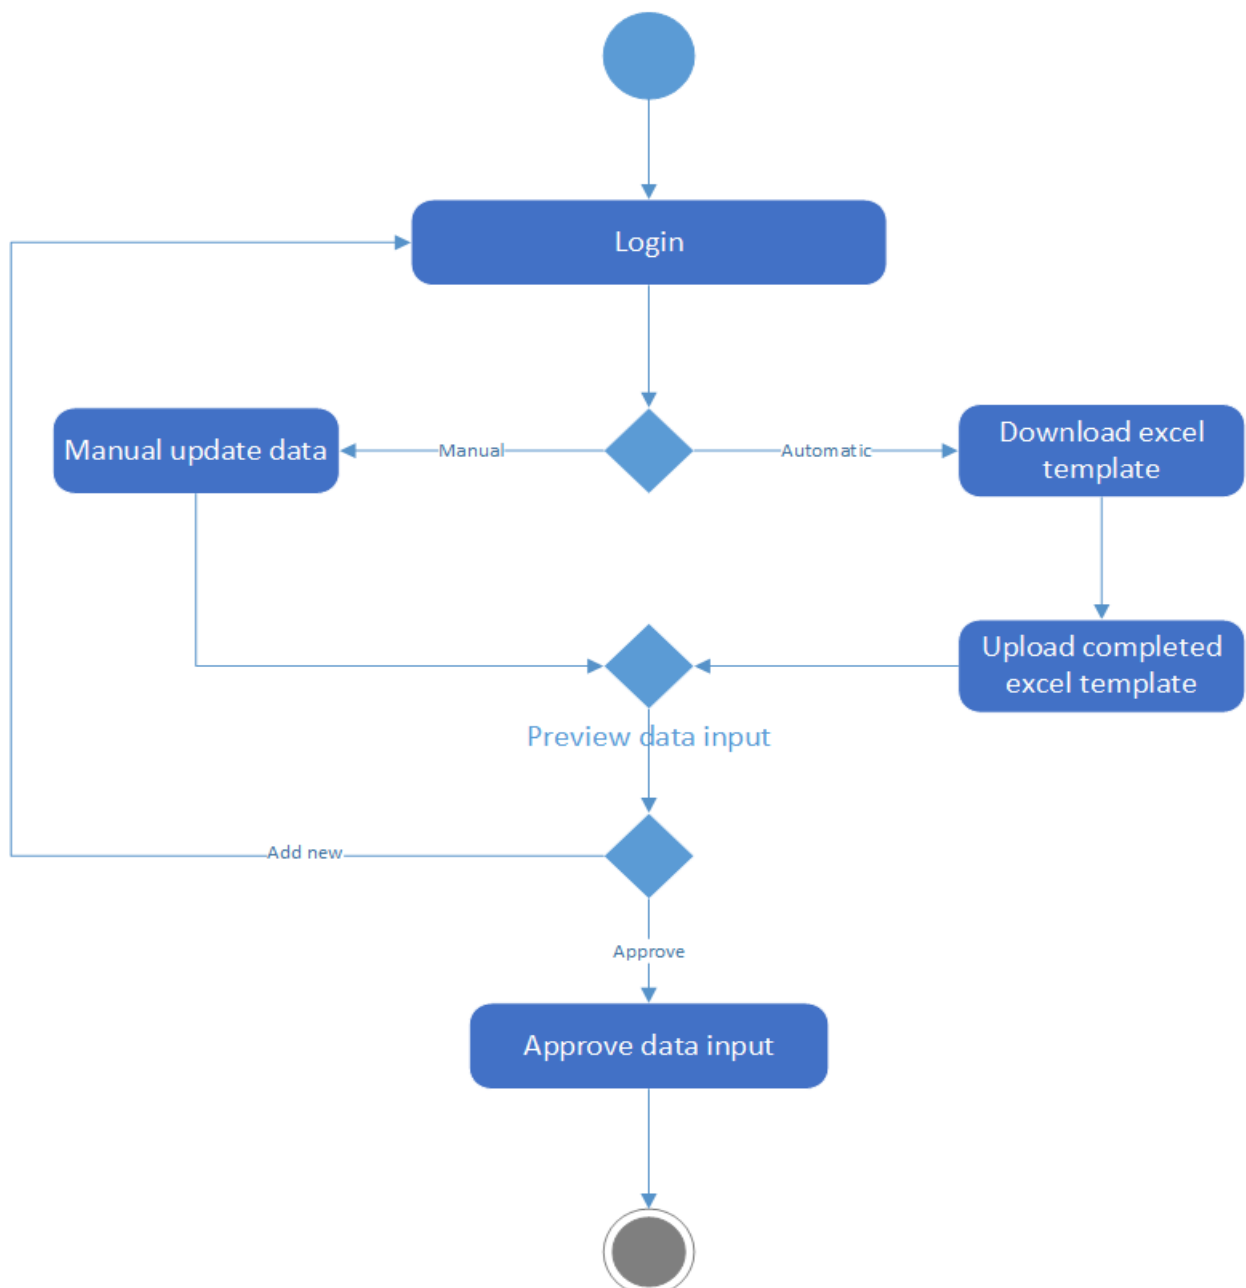 Login
Manual update data
Manual
Automatic
Download excel
template
Upload completed
excel template
Preview data input
Add new
Approve
Approve data input